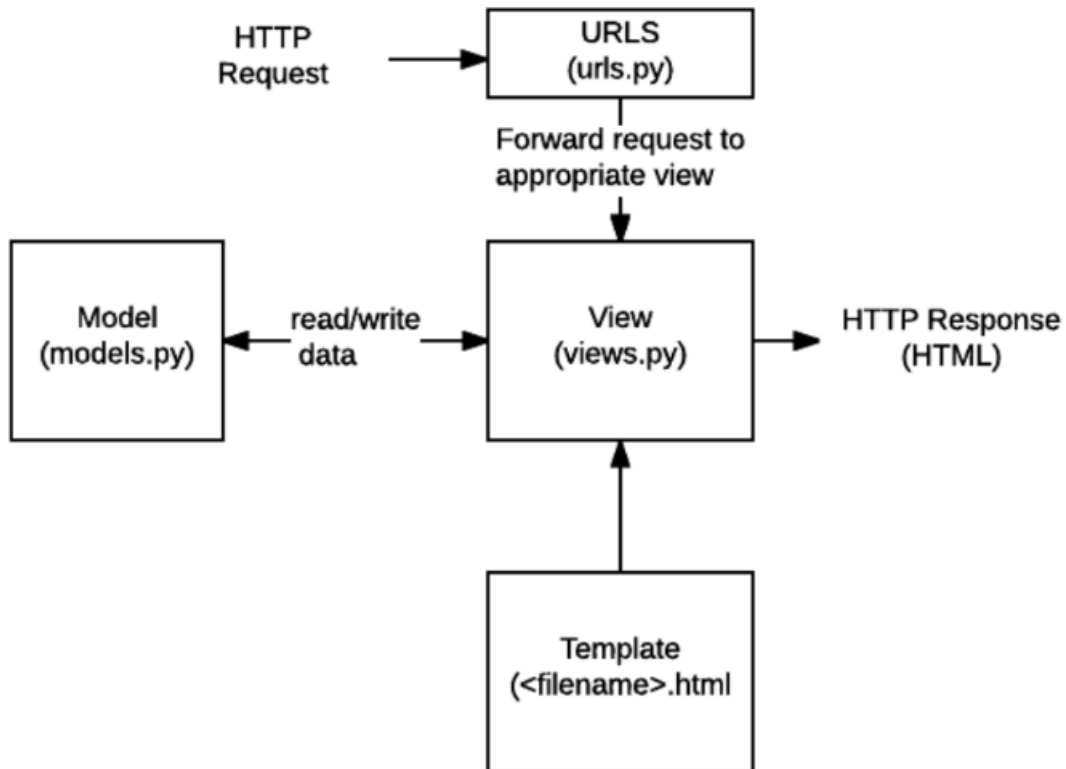 HTTP
Request
URLS
(urls.py)
Forward request to
appropriate view
Model
(models.py)
read/write
data
View
(views.py)
HTTP Response
(HTML)
Template
(<filename>.html